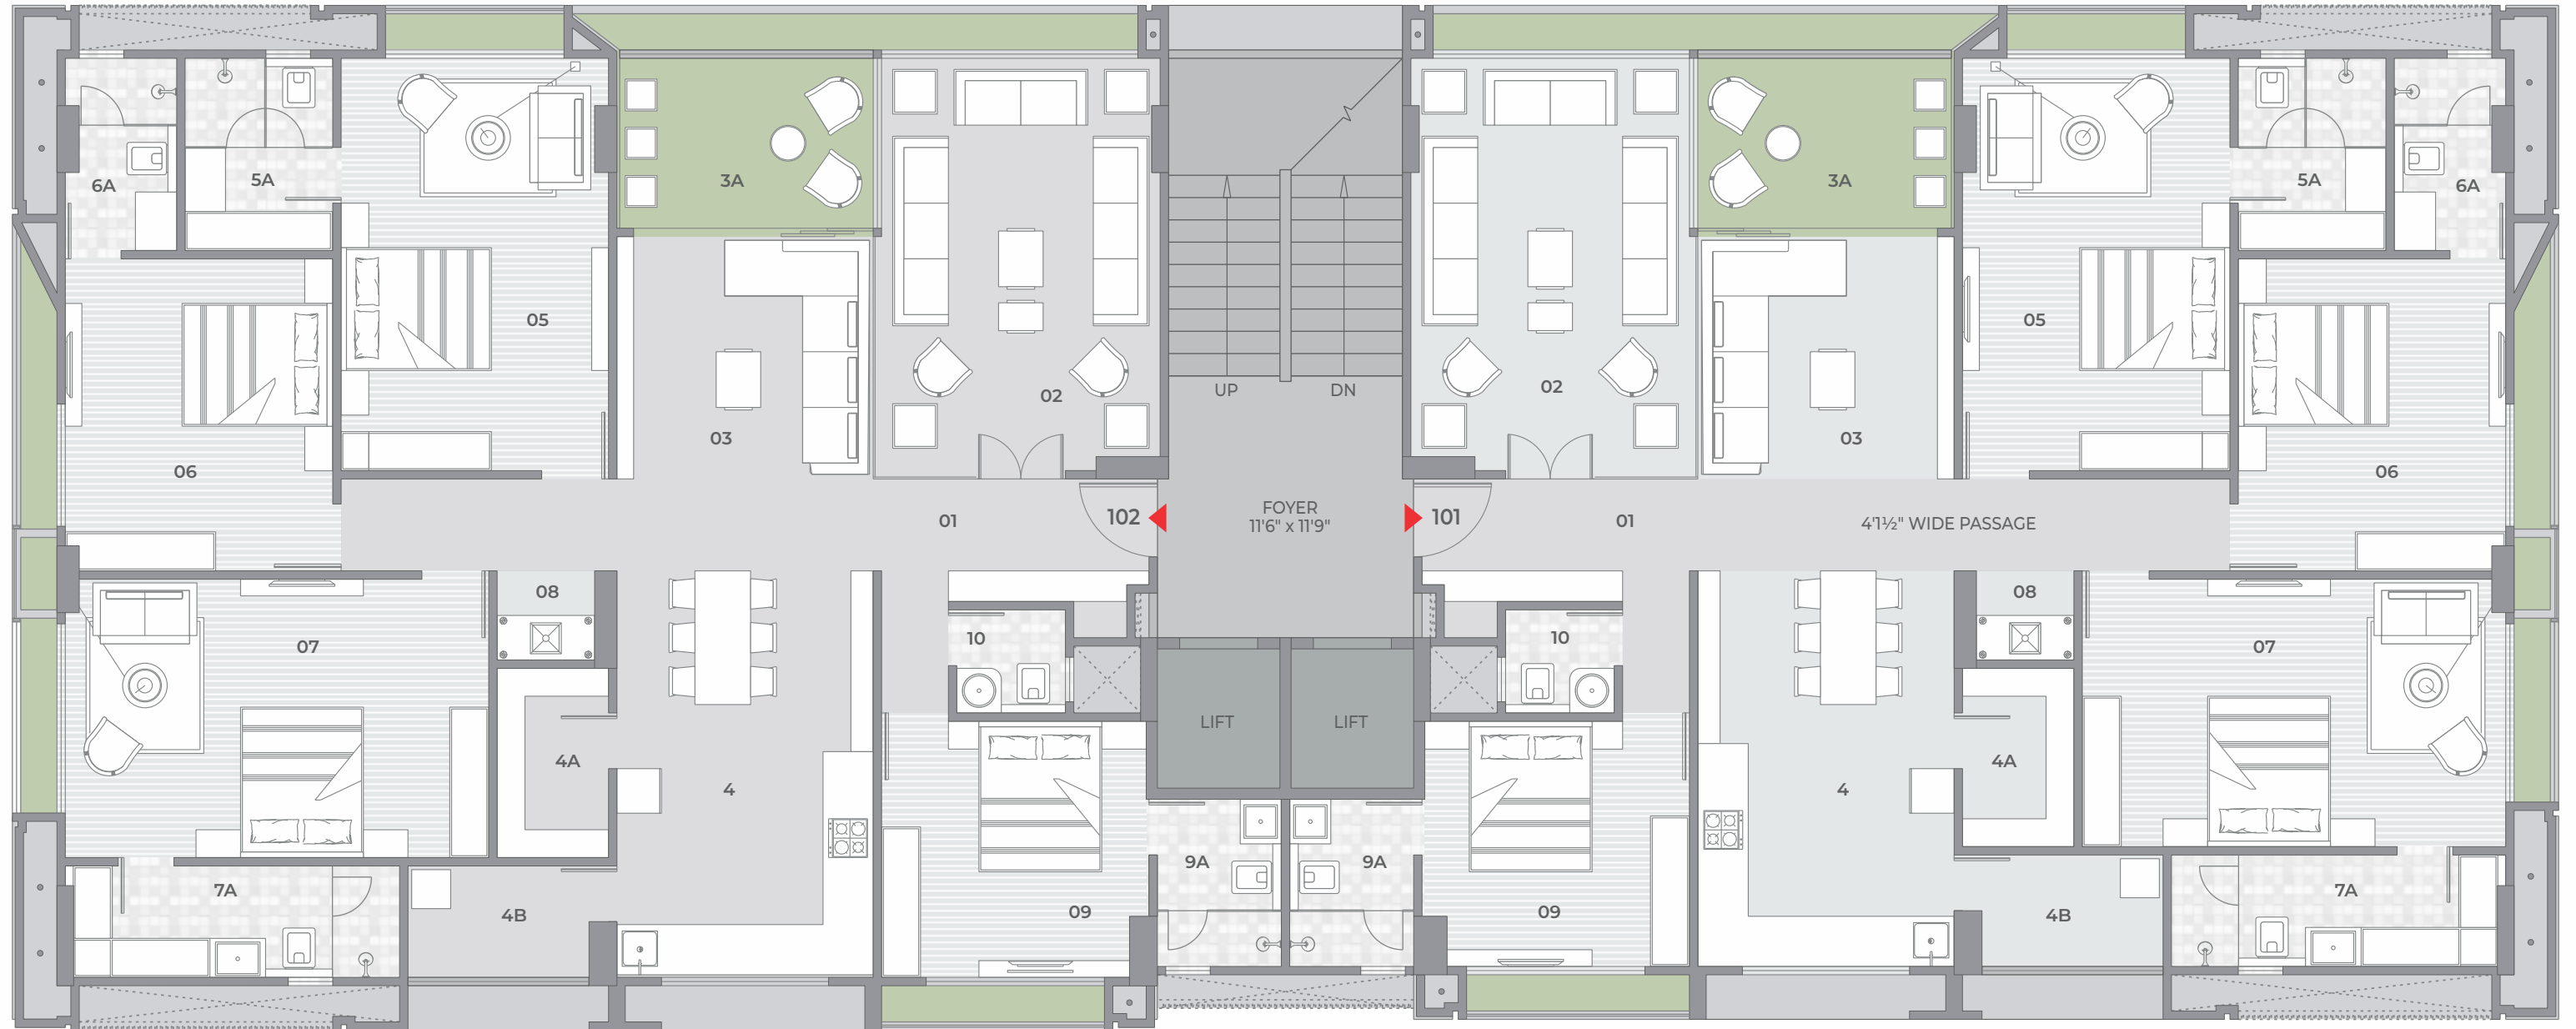 3A
3A
6A
5A
5A
6A
05
05
UP
DN
02
02
03
03
06
06
102
FOYER
11'6" x 11'9"
101
01
01
4'1½" WIDE PASSAGE
08
08
07
10
10
07
LIFT
LIFT
4A
4
4
4A
9A
9A
7A
4B
09
09
4B
7A